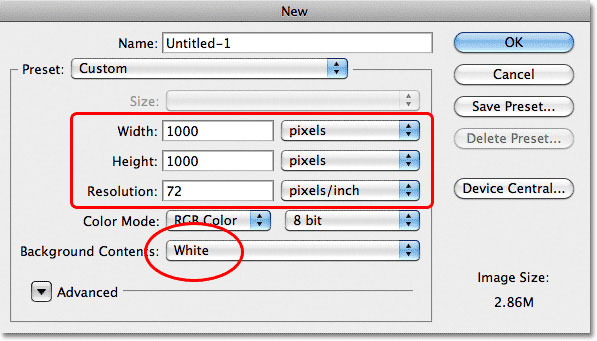 New
Name: Untitled-1
OK
Preset: Custom
Cancel
Size:
Save Preset...
Width: 1000 pixels
Delete Preset...
Height: 1000 pixels
Resolution: 72 pixels/inch
Device Central...
Color Mode: RGB Color 8 bit
Background Contents: White
Image Size:
2.86M
Advanced